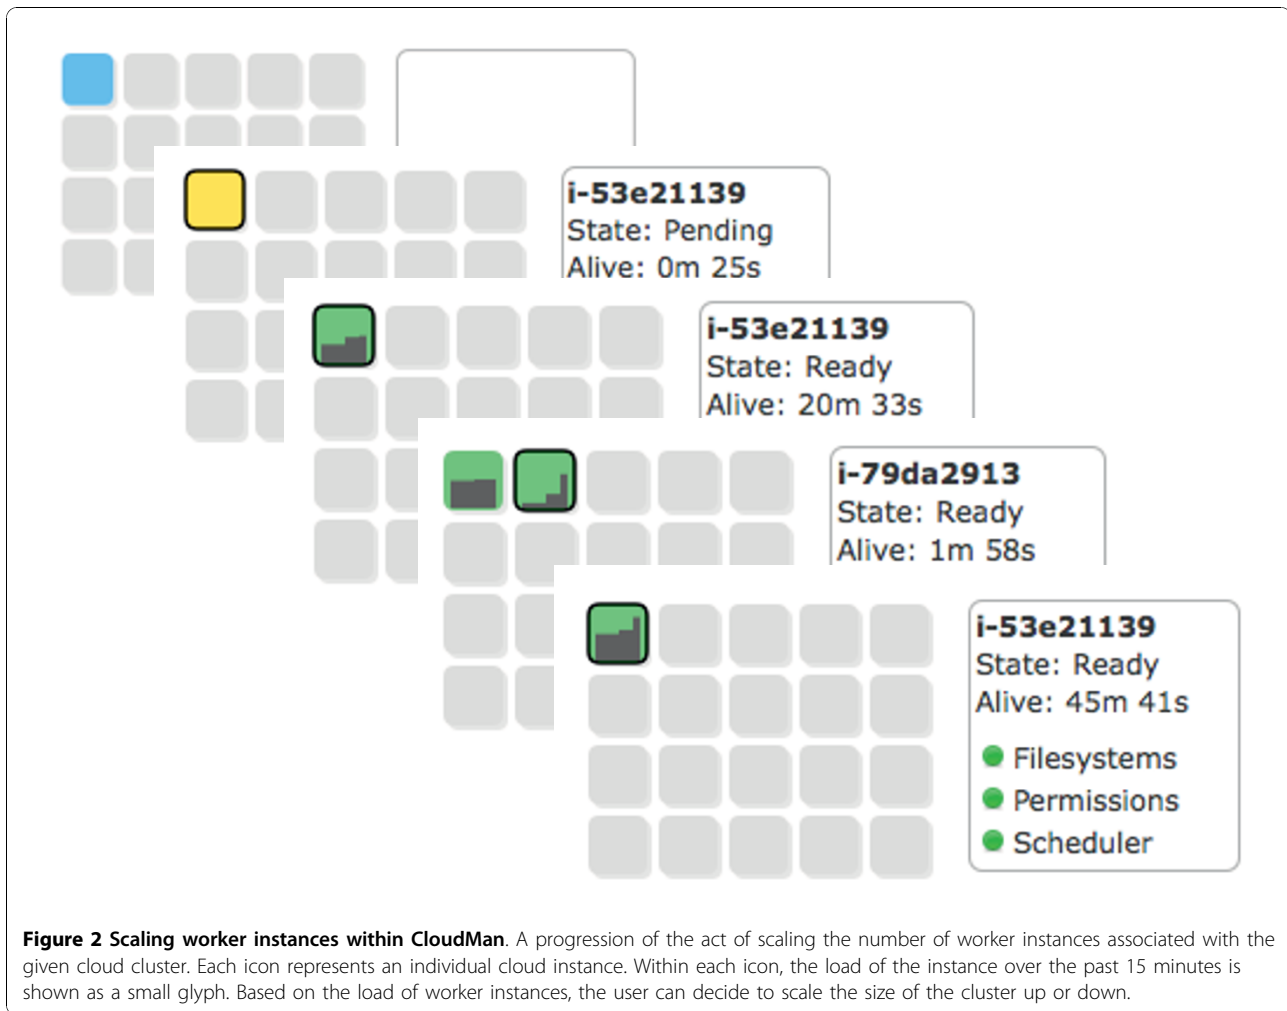 i-53e21139
State: Pending
Alive: 0m 25s
i-53e21139
State: Ready
Alive: 20m 33s
i-79da2913
State: Ready
Alive: 1m 58s
i-53e21139
State: Ready
Alive: 45m 41s
Filesystems
Permissions
Scheduler
Figure 2 Scaling worker instances within CloudMan. A progression of the act of scaling the number of worker instances associated with the
given cloud cluster. Each icon represents an individual cloud instance. Within each icon, the load of the instance over the past 15 minutes is
shown as a small glyph. Based on the load of worker instances, the user can decide to scale the size of the cluster up or down.